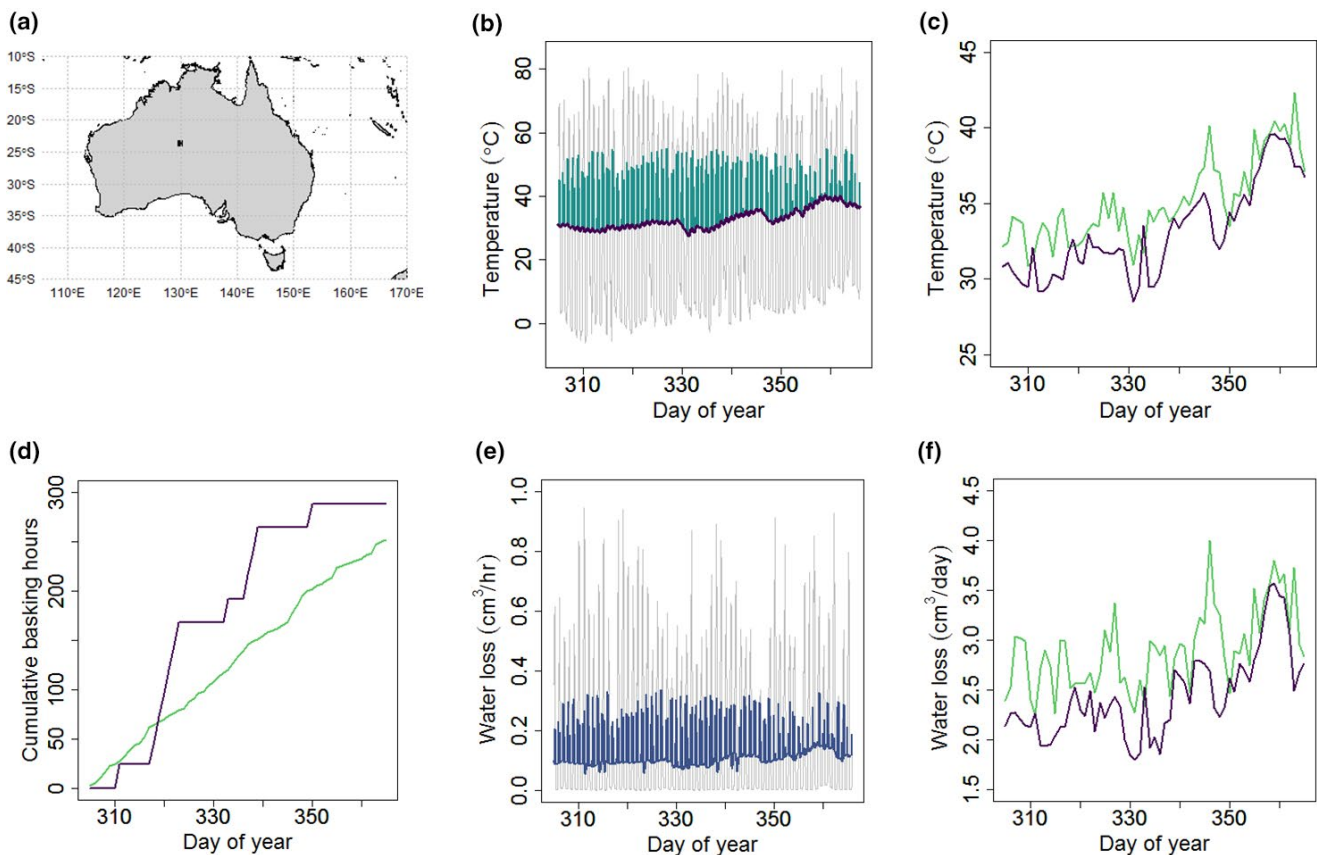 (a)
10°S
15°S
20°S
25°S
30°S
35°S
40°S
45°S
110°E 120°E 130°E 140°E 150°E 160°E 170°E
(b)
Temperature (°C)
80
60
40
20
0
310 330 350
Day of year
(c)
Temperature (°C)
45
40
35
30
25
310 330 350
Day of year
(d)
Cumulative basking hours
300
200
100
50
0
310 330 350
Day of year
(e)
Water loss (cm³/hr)
1.0
0.8
0.6
0.4
0.2
0.0
310 330 350
Day of year
(f)
Water loss (cm³/day)
4.5
4.0
3.5
3.0
2.5
2.0
1.5
310 330 350
Day of year